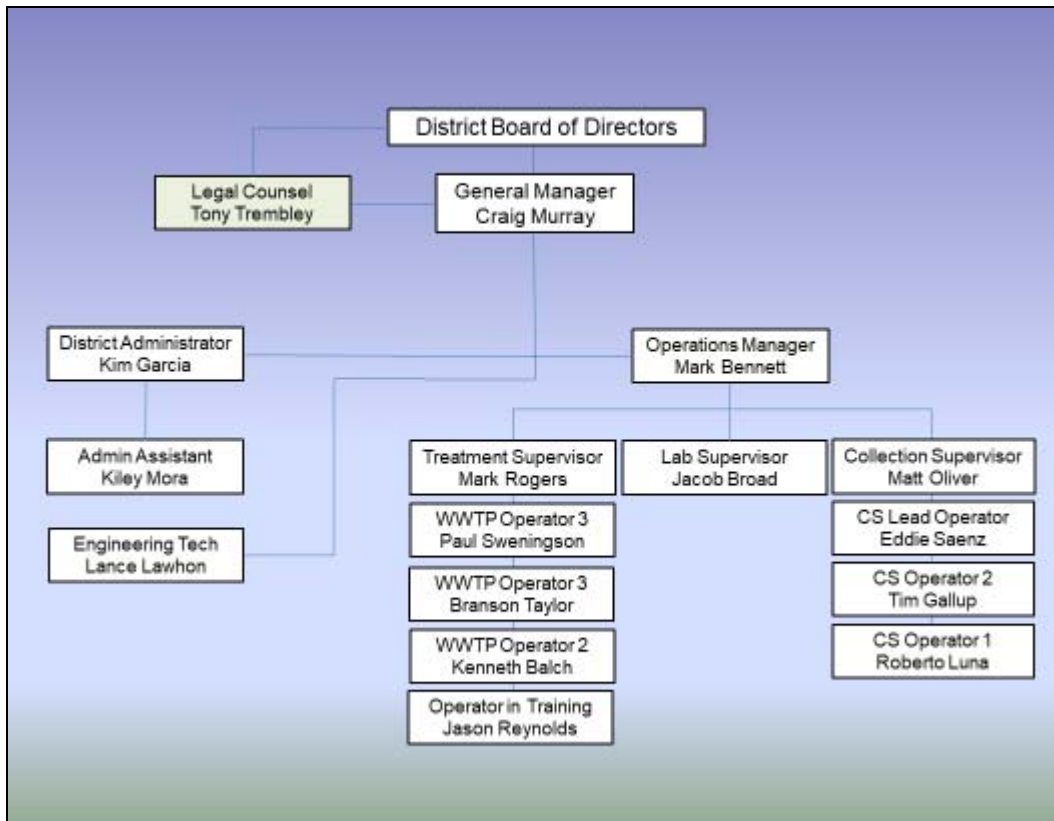 District Board of Directors
Legal Counsel
Tony Trembley
General Manager
Craig Murray
District Administrator
Kim Garcia
Operations Manager
Mark Bennett
Admin Assistant
Kiley Mora
Treatment Supervisor
Mark Rogers
Lab Supervisor
Jacob Broad
Collection Supervisor
Matt Oliver
Engineering Tech
Lance Lawhon
WWTP Operator 3
Paul Sweningson
CS Lead Operator
Eddie Saenz
WWTP Operator 3
Branson Taylor
CS Operator 2
Tim Gallup
WWTP Operator 2
Kenneth Balch
CS Operator 1
Roberto Luna
Operator in Training
Jason Reynolds